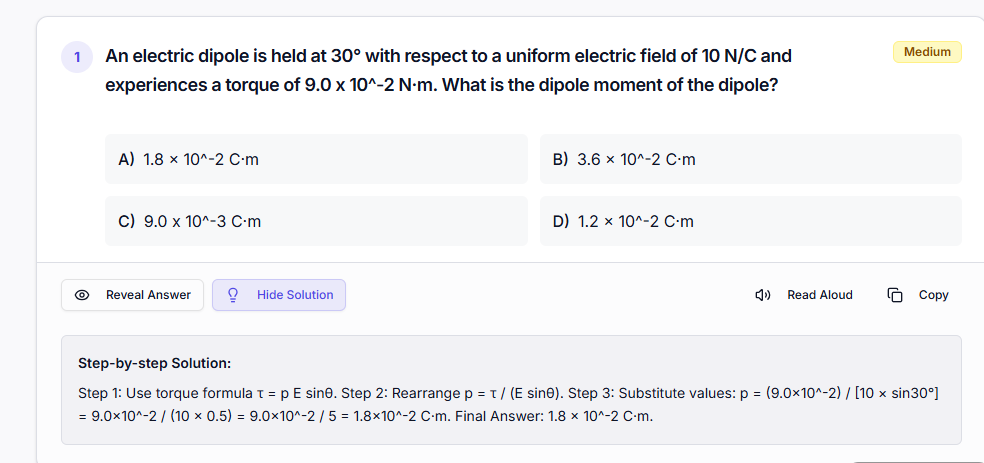 1
An electric dipole is held at 30° with respect to a uniform electric field of 10 N/C and
Medium
experiences a torque of 9.0 x 10^-2 N·m. What is the dipole moment of the dipole?
A) 1.8 × 10^-2 C·m
B) 3.6 × 10^-2 C·m
C) 9.0 x 10^-3 C·m
D) 1.2 × 10^-2 C·m
Reveal Answer
Hide Solution
Read Aloud
Copy
Step-by-step Solution:
Step 1: Use torque formula τ = p E sinθ. Step 2: Rearrange p = τ / (E sinθ). Step 3: Substitute values: p = (9.0×10^-2) / [10 × sin30°]
= 9.0×10^-2 / (10 × 0.5) = 9.0×10^-2 / 5 = 1.8×10^-2 C·m. Final Answer: 1.8 × 10^-2 C·m.